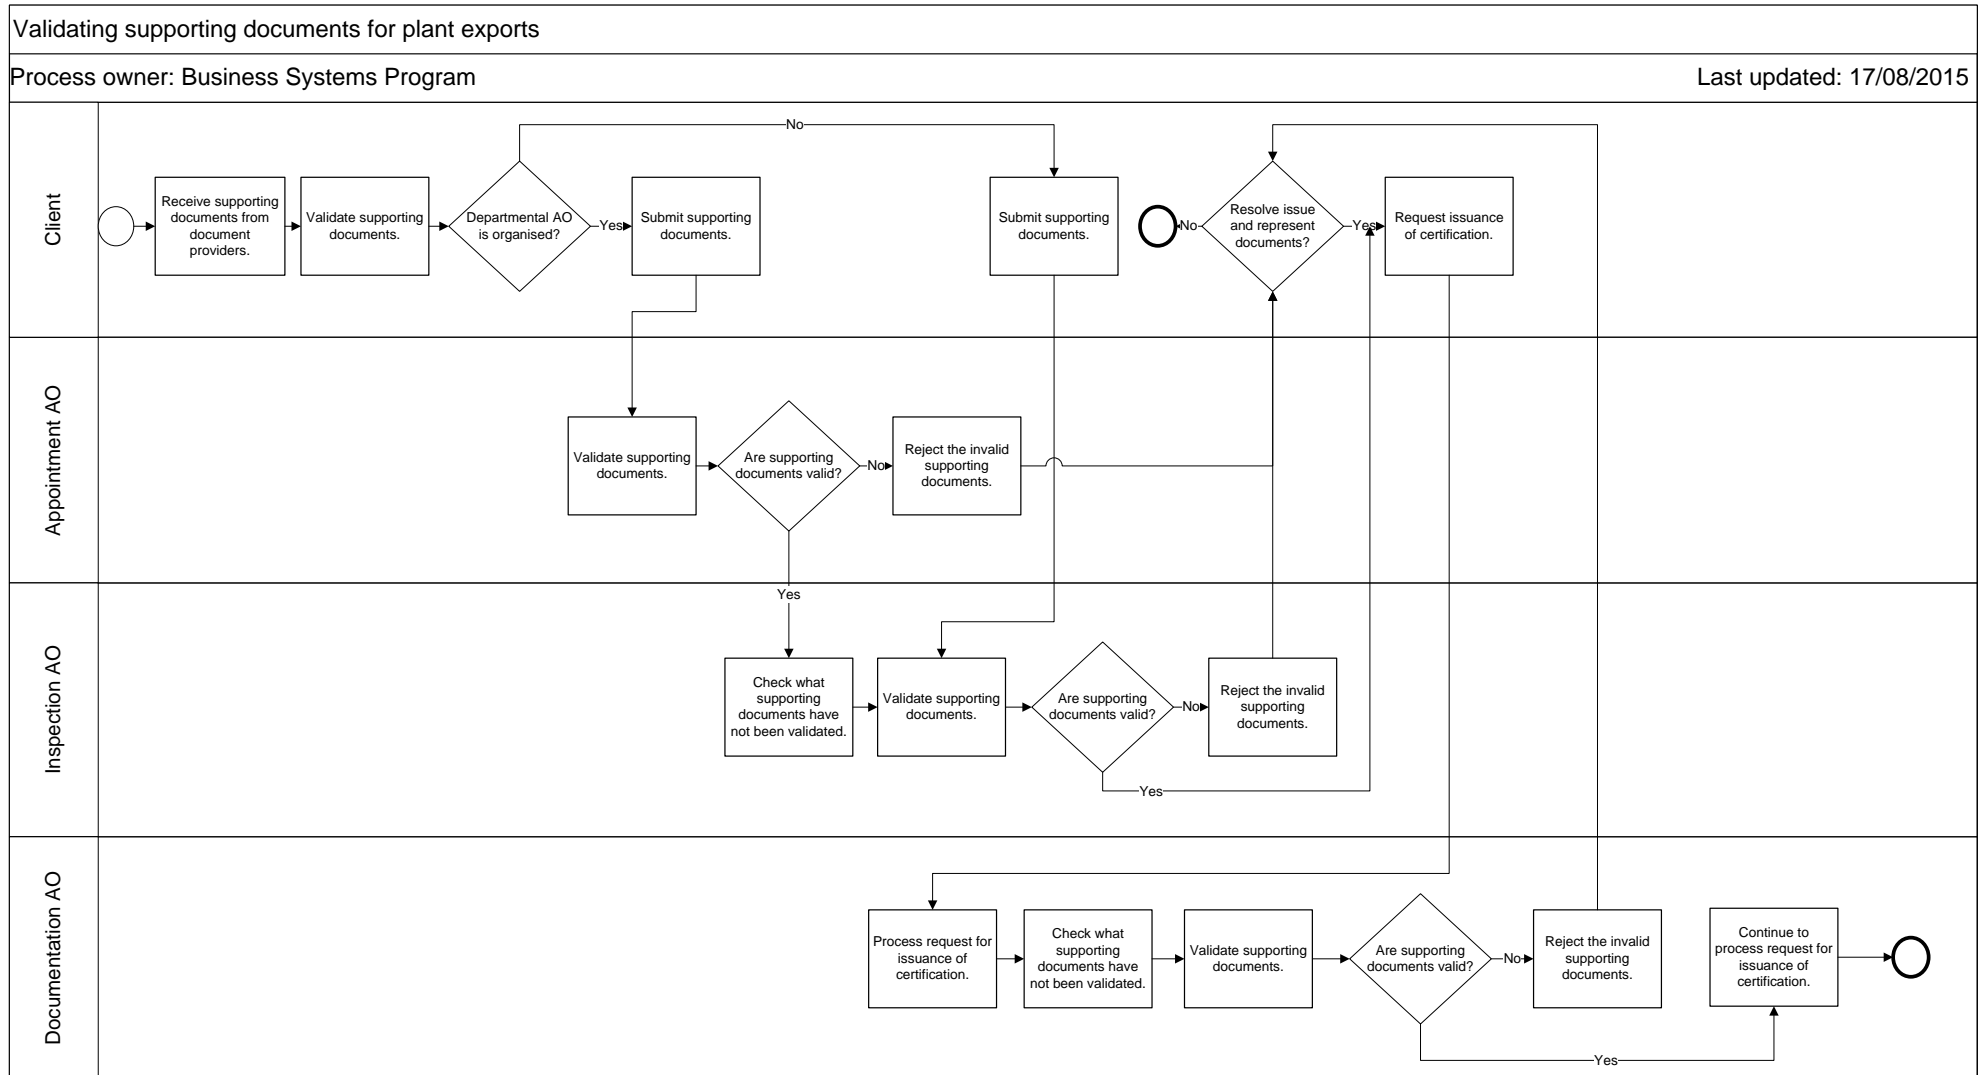 Validating supporting documents for plant exports
Process owner: Business Systems Program
Last updated: 17/08/2015
Client
Receive supporting
documents from
document
providers.
Validate supporting
documents.
Departmental AO
is organised?
No
Yes
Submit supporting
documents.
Submit supporting
documents.
No
Resolve issue
and represent
documents?
Yes
Request issuance
of certification.
Appointment AO
Validate supporting
documents.
Are supporting
documents valid?
No
Reject the invalid
supporting
documents.
Yes
Inspection AO
Check what
supporting
documents have
not been validated.
Validate supporting
documents.
Are supporting
documents valid?
No
Reject the invalid
supporting
documents.
Yes
Documentation AO
Process request for
issuance of
certification.
Check what
supporting
documents have
not been validated.
Validate supporting
documents.
Are supporting
documents valid?
No
Reject the invalid
supporting
documents.
Yes
Continue to
process request for
issuance of
certification.